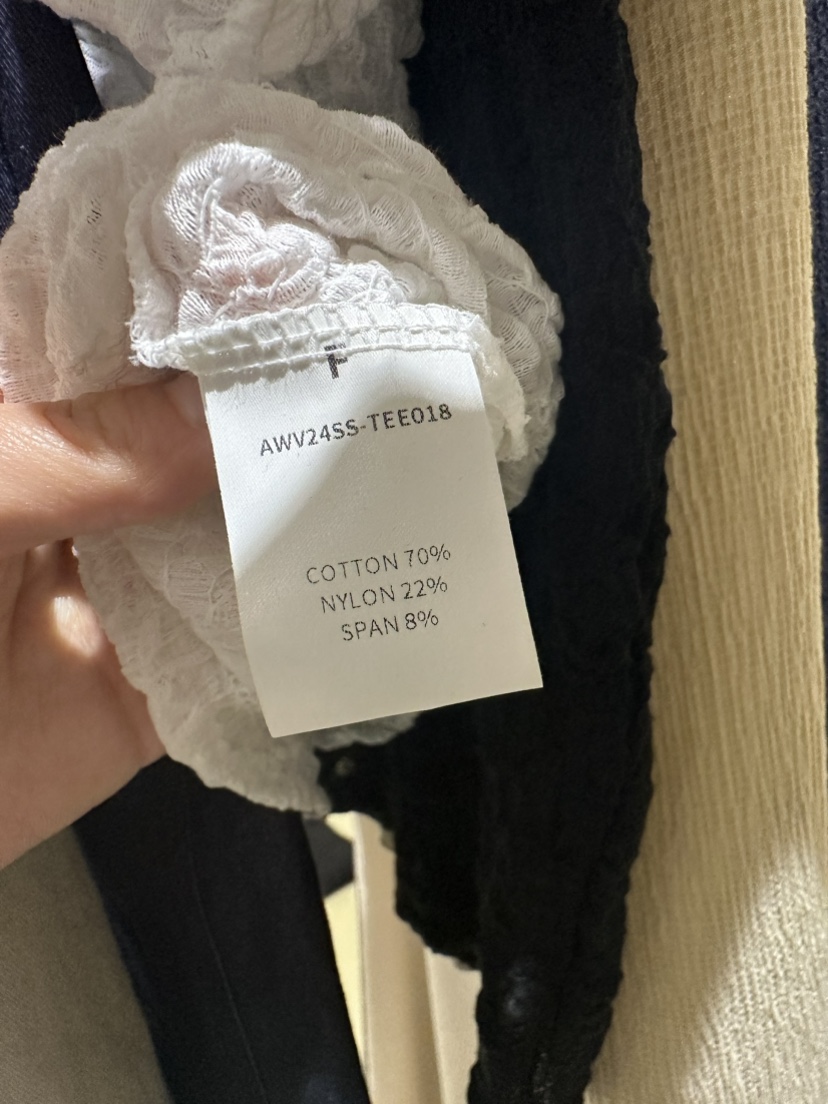 F
AWV24SS-TEE018
COTTON 70%
NYLON 22%
SPAN 8%